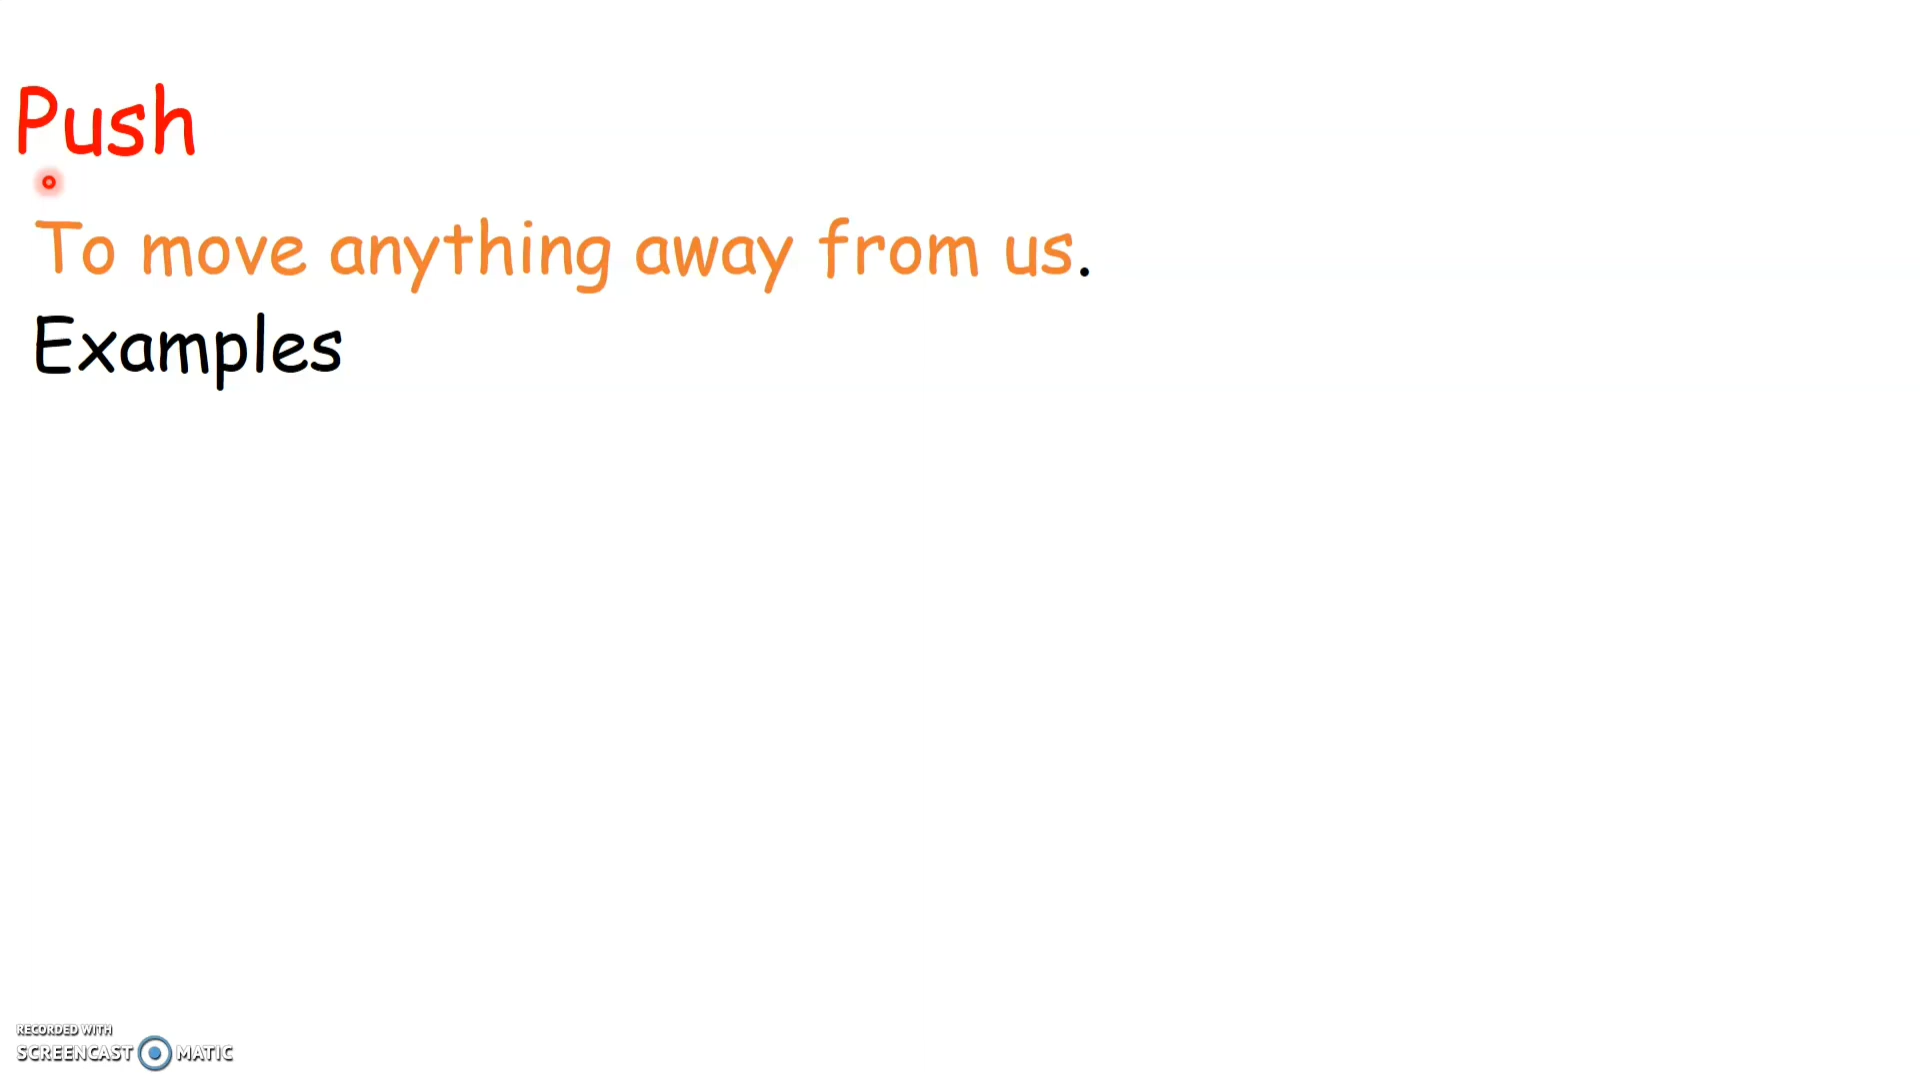 Push
To move anything away from us.
Examples
RECORDED WITH
SCREENCAST MATIC